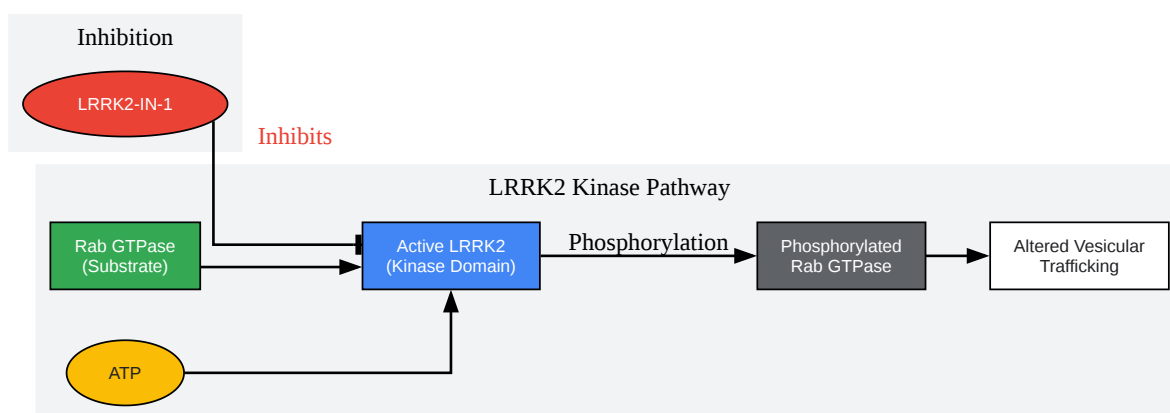 Inhibition
LRRK2-IN-1
Inhibits
LRRK2 Kinase Pathway
Rab GTPase
(Substrate)
Active LRRK2
(Kinase Domain)
Phosphorylation
Phosphorylated
Rab GTPase
Altered Vesicular
Trafficking
ATP